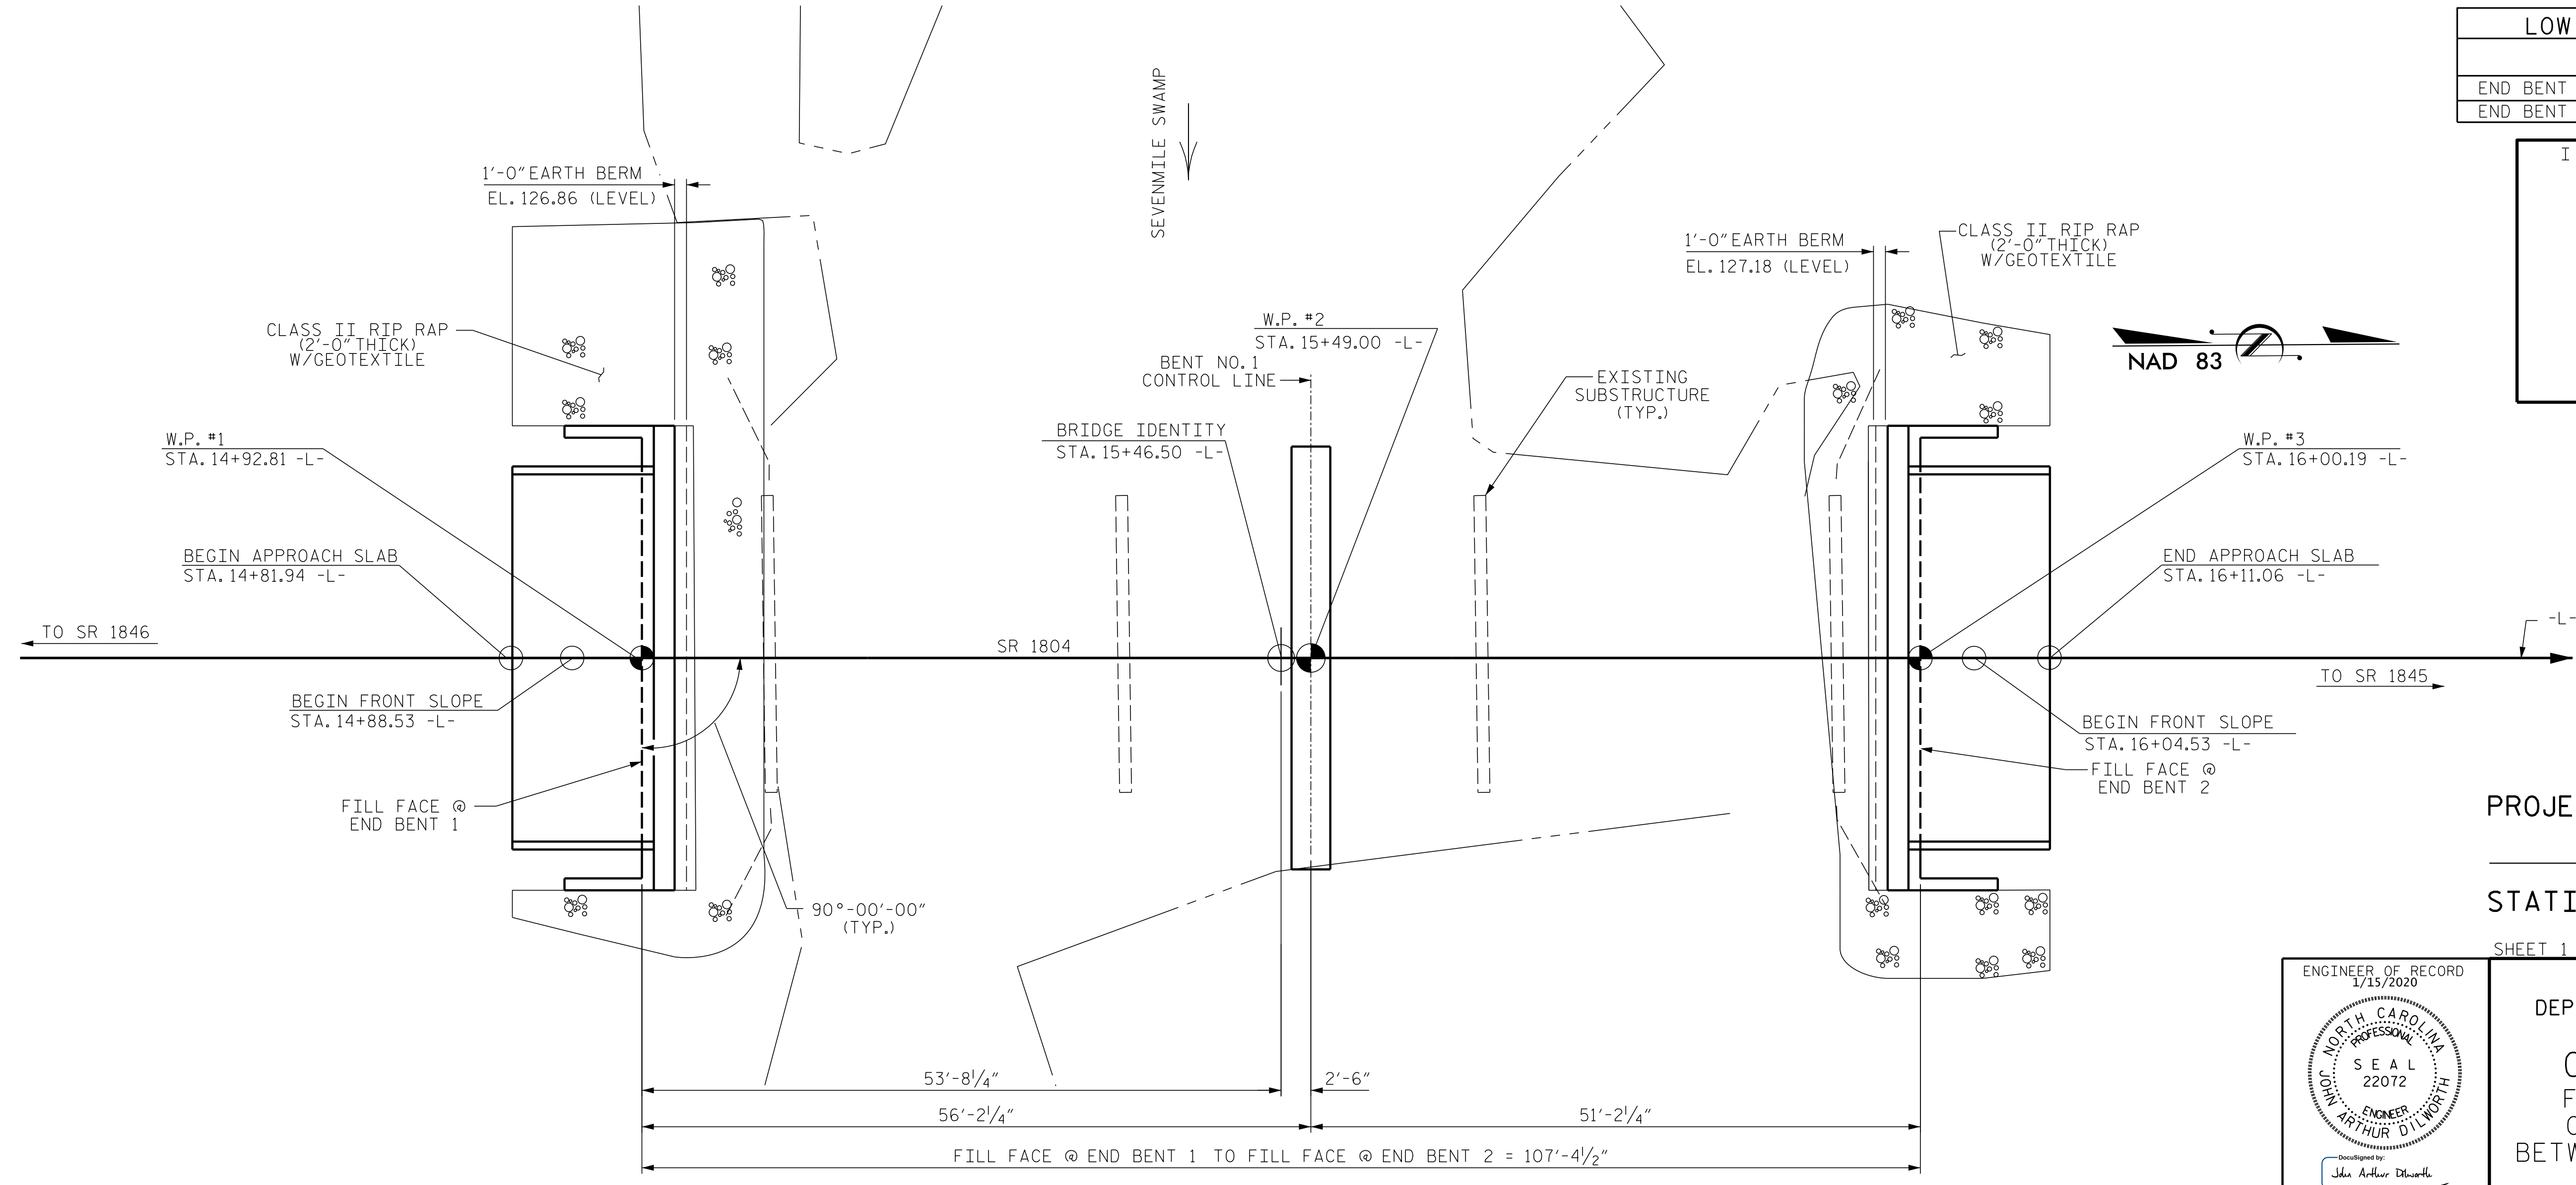 LOW
END BENT
END BENT
I
SEVENMILE SWAMP
1'-0" EARTH BERM
EL. 126.86 (LEVEL)
1'-0" EARTH BERM
EL. 127.18 (LEVEL)
CLASS II RIP RAP
(2'-0" THICK)
W/GEOTEXTILE
CLASS II RIP RAP
(2'-0" THICK)
W/GEOTEXTILE
W.P. #2
STA. 15+49.00 -L-
BENT NO. 1
CONTROL LINE
EXISTING
SUBSTRUCTURE
(TYP.)
NAD 83
W.P. #1
STA. 14+92.81 -L-
BRIDGE IDENTITY
STA. 15+46.50 -L-
W.P. #3
STA. 16+00.19 -L-
BEGIN APPROACH SLAB
STA. 14+81.94 -L-
END APPROACH SLAB
STA. 16+11.06 -L-
TO SR 1846
SR 1804
-L-
TO SR 1845
BEGIN FRONT SLOPE
STA. 14+88.53 -L-
BEGIN FRONT SLOPE
STA. 16+04.53 -L-
FILL FACE @
END BENT 1
FILL FACE @
END BENT 2
90°-00'-00"
(TYP.)
53'-8 1/4"
2'-6"
56'-2 1/4"
51'-2 1/4"
FILL FACE @ END BENT 1 TO FILL FACE @ END BENT 2 = 107'-4 1/2"
PROJE
STATI
SHEET 1
ENGINEER OF RECORD
1/15/2020
NORTH CAROLINA
PROFESSIONAL
SEAL
22072
ENGINEER
JOHN ARTHUR DILWORTH
DocuSigned by:
John Arthur Dilworth
DEP
F
BETW